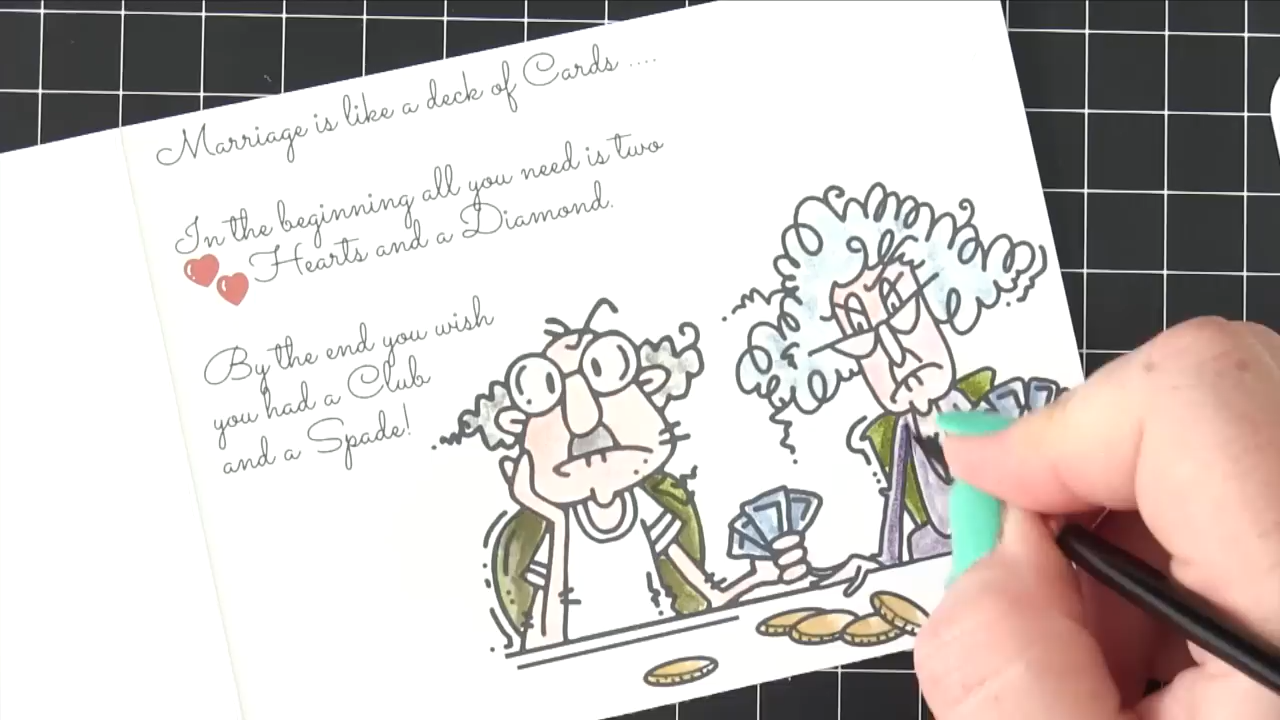 Marriage is like a deck of Cards ....
In the beginning all you need is two
Hearts and a Diamond.
By the end you wish
you had a Club
and a Spade!